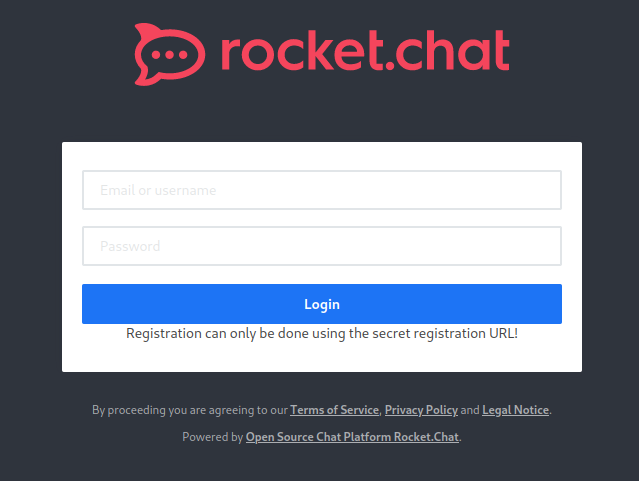 rocket.chat
Email or username
Password
Login
Registration can only be done using the secret registration URL!
By proceeding you are agreeing to our Terms of Service, Privacy Policy and Legal Notice.
Powered by Open Source Chat Platform Rocket.Chat.